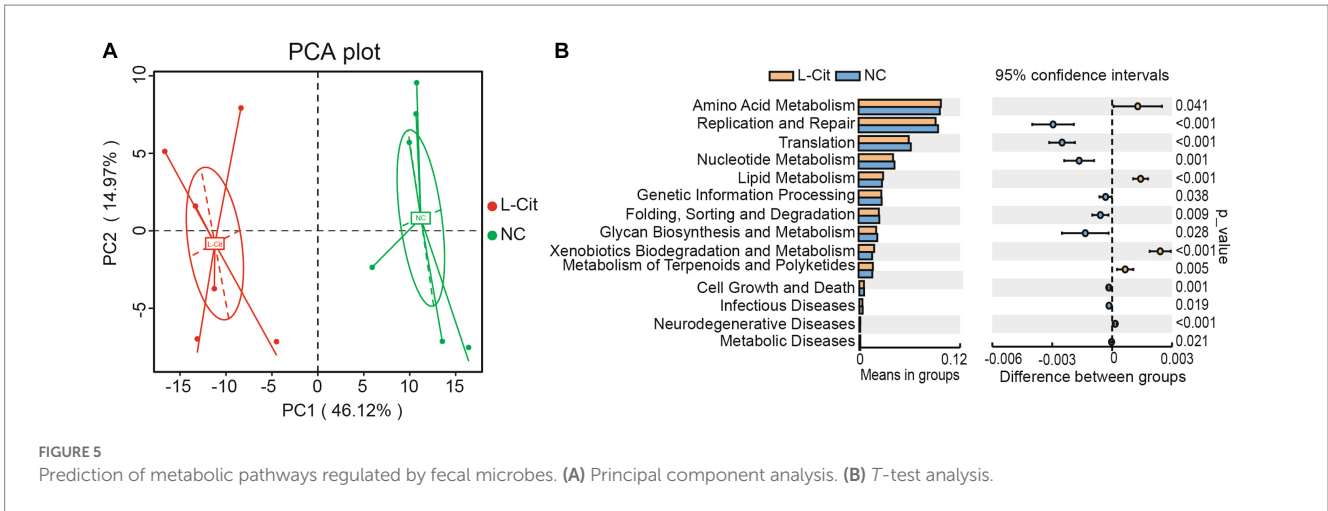 A
PCA plot
10
5
0
-5
PC2 ( 14.97% )
L-Cit
NC
L-Cit
NC
-15 -10 -5 0 5 10 15
PC1 ( 46.12% )
B
L-Cit NC
95% confidence intervals
Amino Acid Metabolism 0.041
Replication and Repair <0.001
Translation <0.001
Nucleotide Metabolism 0.001
Lipid Metabolism <0.001
Genetic Information Processing 0.038
Folding, Sorting and Degradation 0.009
Glycan Biosynthesis and Metabolism 0.028
Xenobiotics Biodegradation and Metabolism <0.001
Metabolism of Terpenoids and Polyketides 0.005
Cell Growth and Death 0.001
Infectious Diseases 0.019
Neurodegenerative Diseases <0.001
Metabolic Diseases 0.021
p_value
0 0.12 -0.006 -0.003 0 0.003
Means in groups Difference between groups
FIGURE 5
Prediction of metabolic pathways regulated by fecal microbes. (A) Principal component analysis. (B) T-test analysis.